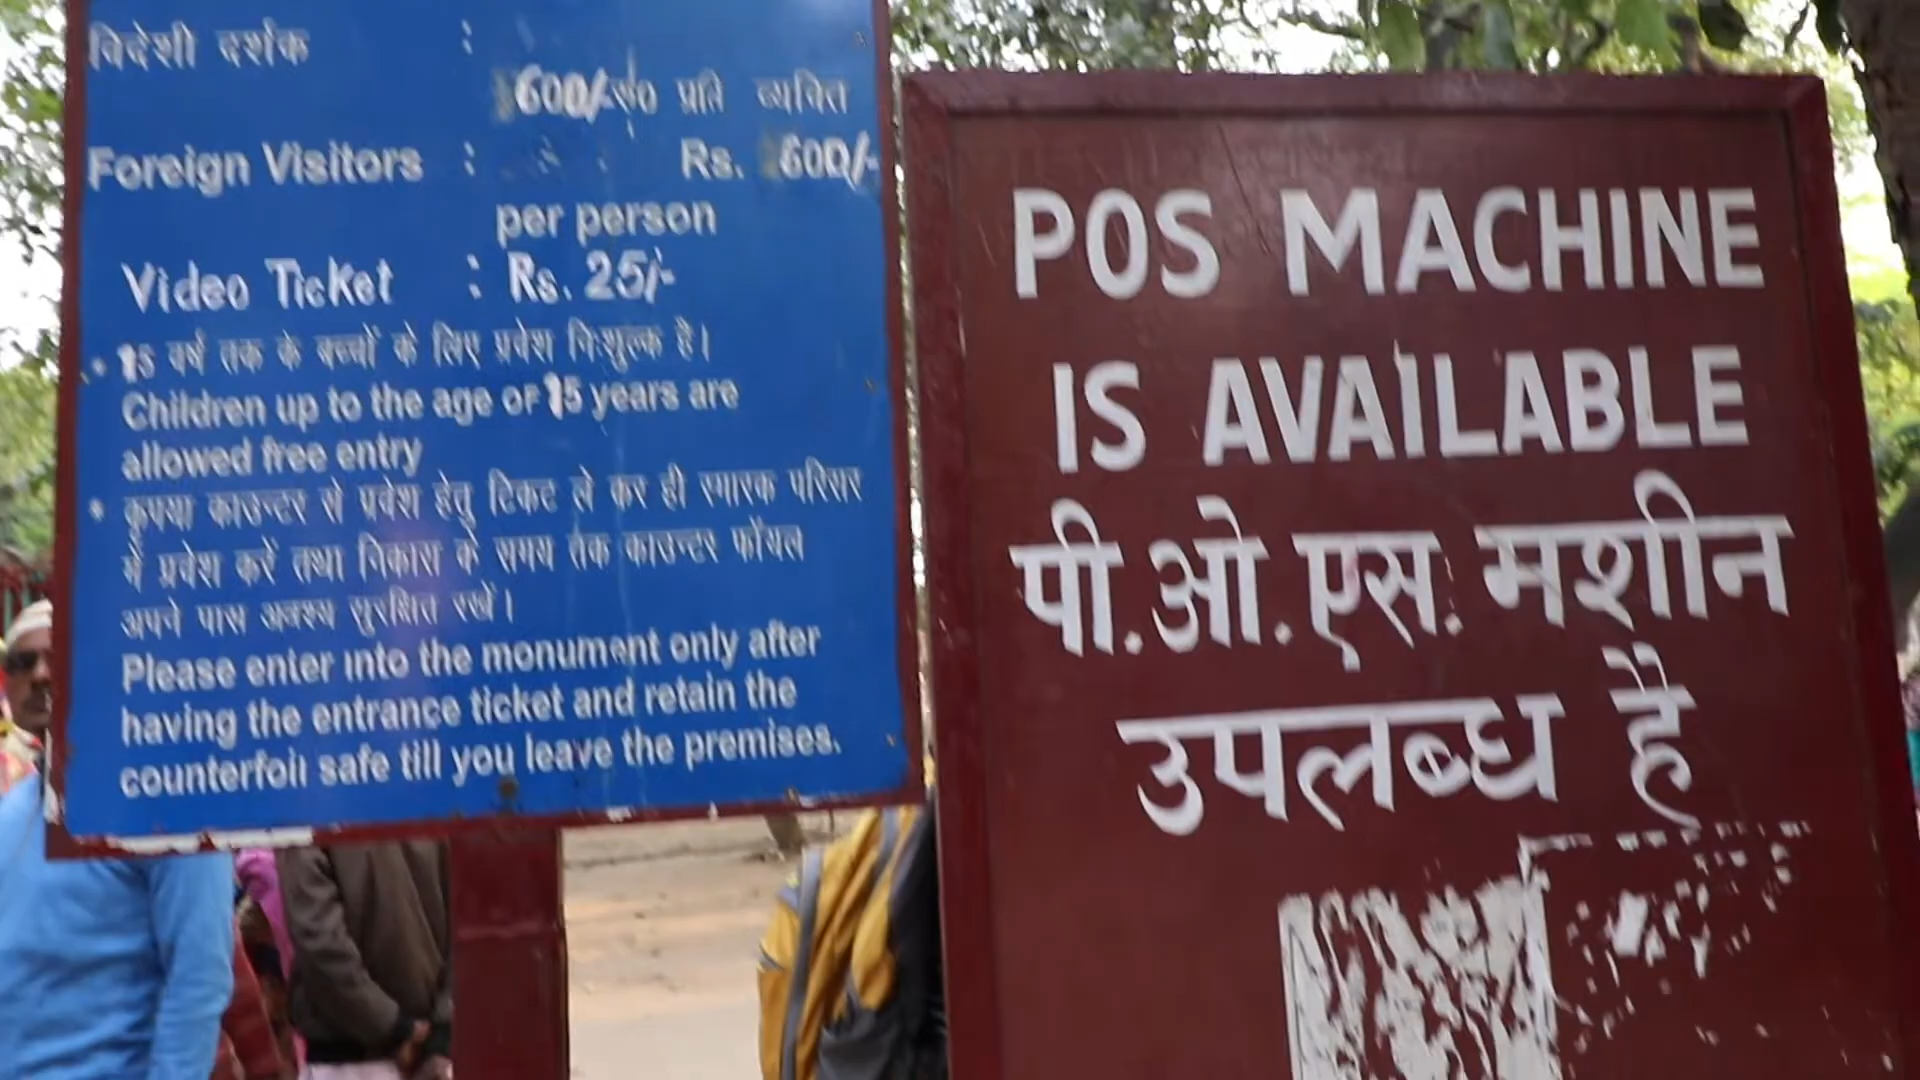 विदेशी दर्शक :
600/-रु० प्रति व्यक्ति
Foreign Visitors : Rs. 600/-
per person
Video Ticket : Rs. 25/-
• 15 वर्ष तक के बच्चों के लिए प्रवेश नि:शुल्क है।
Children up to the age of 15 years are
allowed free entry
• कृपया काउन्टर से प्रवेश हेतु टिकट ले कर ही स्मारक परिसर
में प्रवेश करें तथा निकास के समय तक काउन्टर फॉयल
अपने पास अवश्य सुरक्षित रखें।
Please enter into the monument only after
having the entrance ticket and retain the
counterfoil safe till you leave the premises.
POS MACHINE
IS AVAILABLE
पी.ओ.एस. मशीन
उपलब्ध है